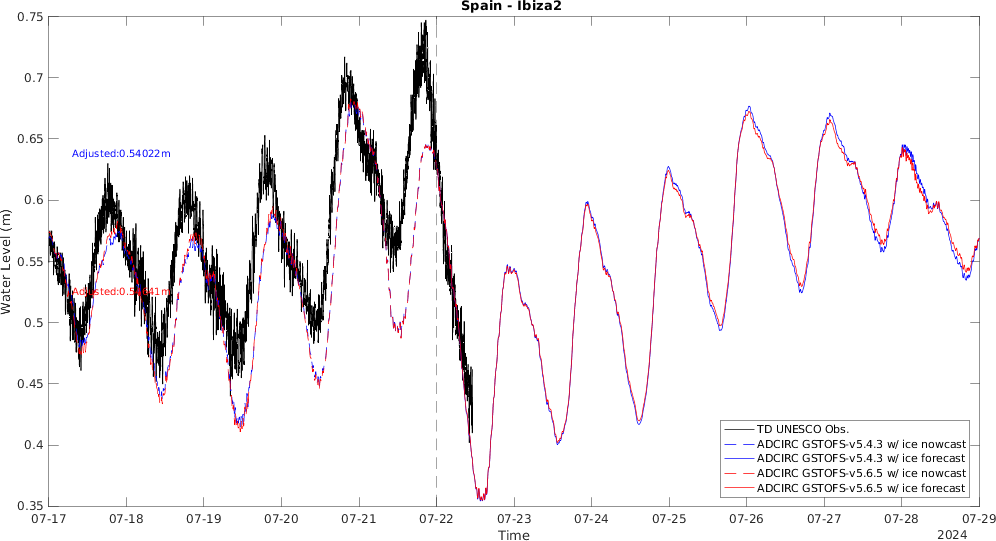 Spain - Ibiza2
0.75
0.7
0.65
0.6
0.55
0.5
0.45
0.4
0.35
Water Level (m)
Adjusted:0.54022m
TD UNESCO Obs.
ADCIRC GSTOFS-v5.4.3 w/ ice nowcast
ADCIRC GSTOFS-v5.4.3 w/ ice forecast
ADCIRC GSTOFS-v5.6.5 w/ ice nowcast
ADCIRC GSTOFS-v5.6.5 w/ ice forecast
07-17 07-18 07-19 07-20 07-21 07-22 07-23 07-24 07-25 07-26 07-27 07-28 07-29
Time
2024